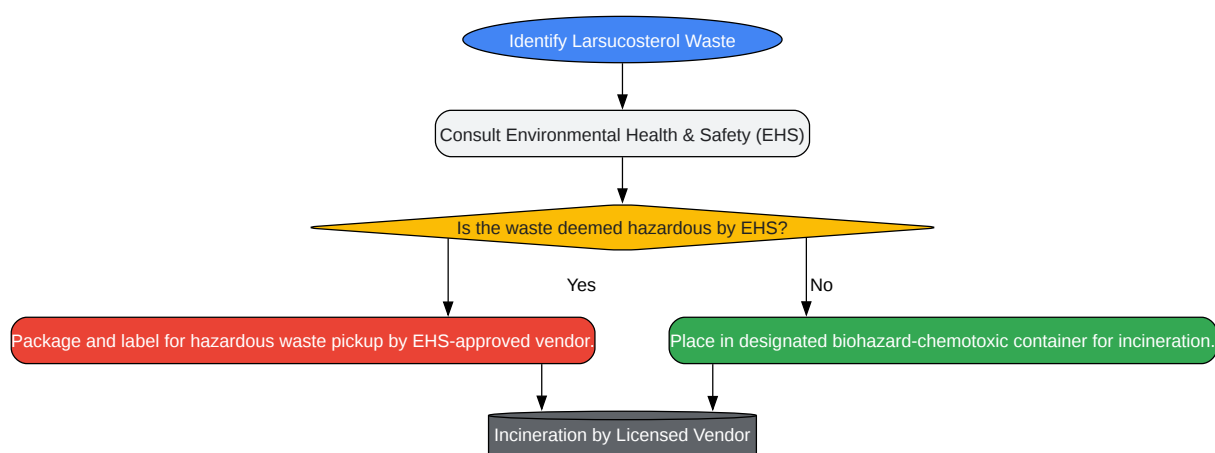 Identify Larsucosterol Waste
Consult Environmental Health & Safety (EHS)
Is the waste deemed hazardous by EHS?
Yes
No
Package and label for hazardous waste pickup by EHS-approved vendor.
Place in designated biohazard-chemotoxic container for incineration.
Incineration by Licensed Vendor